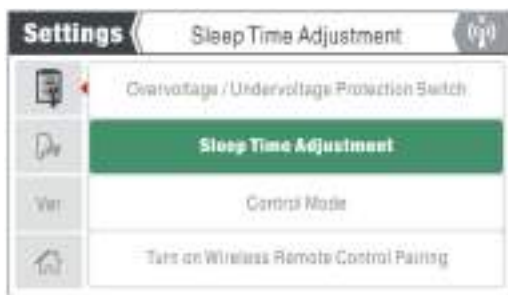 Settings
Sleep Time Adjustment
Overvoltage / Undervoltage Protection Switch
Sleep Time Adjustment
Ver
Control Mode
Turn on Wireless Remote Control Pairing